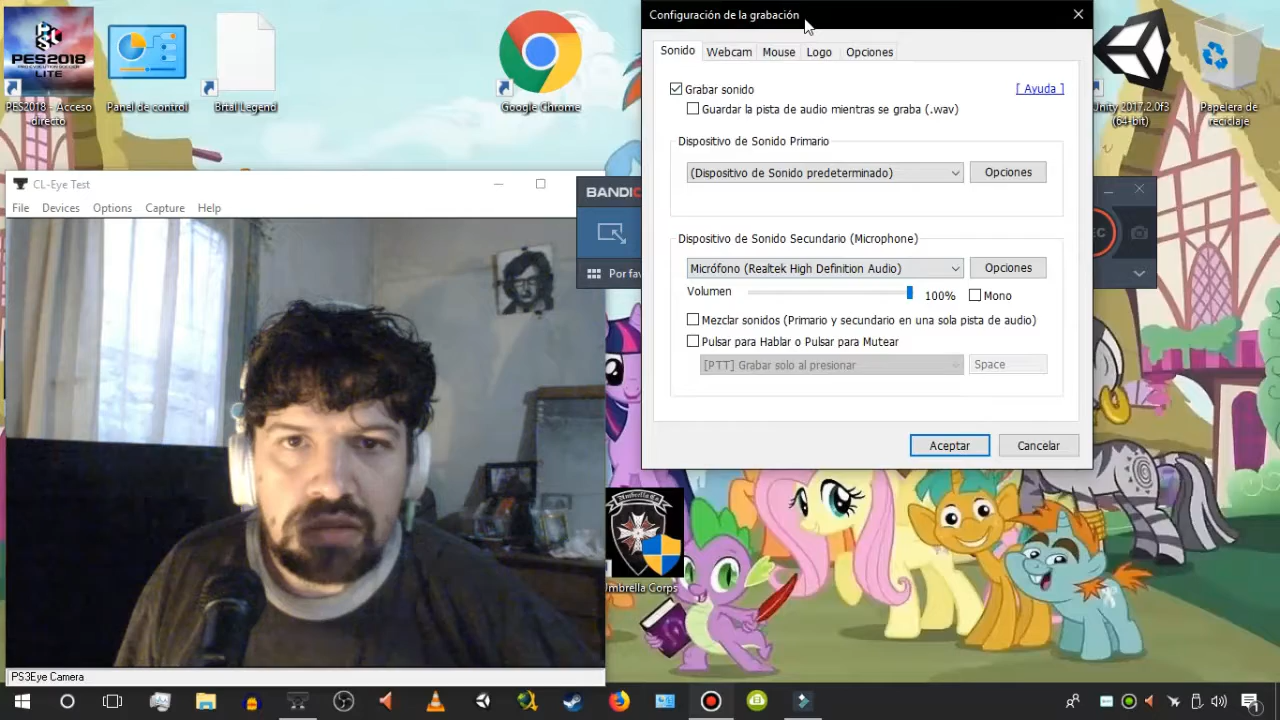 PES2018
LITE
PES2018 - Acceso
directo
Panel de control
Brtal Legend
Google Chrome
Unity 2017.2.0f3
(64-bit)
Papelera de
reciclaje
Configuración de la grabación
Sonido
Webcam
Mouse
Logo
Opciones
Grabar sonido
[ Ayuda ]
Guardar la pista de audio mientras se graba (.wav)
Dispositivo de Sonido Primario
(Dispositivo de Sonido predeterminado)
Opciones
Dispositivo de Sonido Secundario (Microphone)
Micrófono (Realtek High Definition Audio)
Opciones
Volumen
100%
Mono
Mezclar sonidos (Primario y secundario en una sola pista de audio)
Pulsar para Hablar o Pulsar para Mutear
[PTT] Grabar solo al presionar
Space
Aceptar
Cancelar
CL-Eye Test
File
Devices
Options
Capture
Help
BANDI
EC
Por fav
Umbrella Co
Umbrella Corps
PS3Eye Camera
1